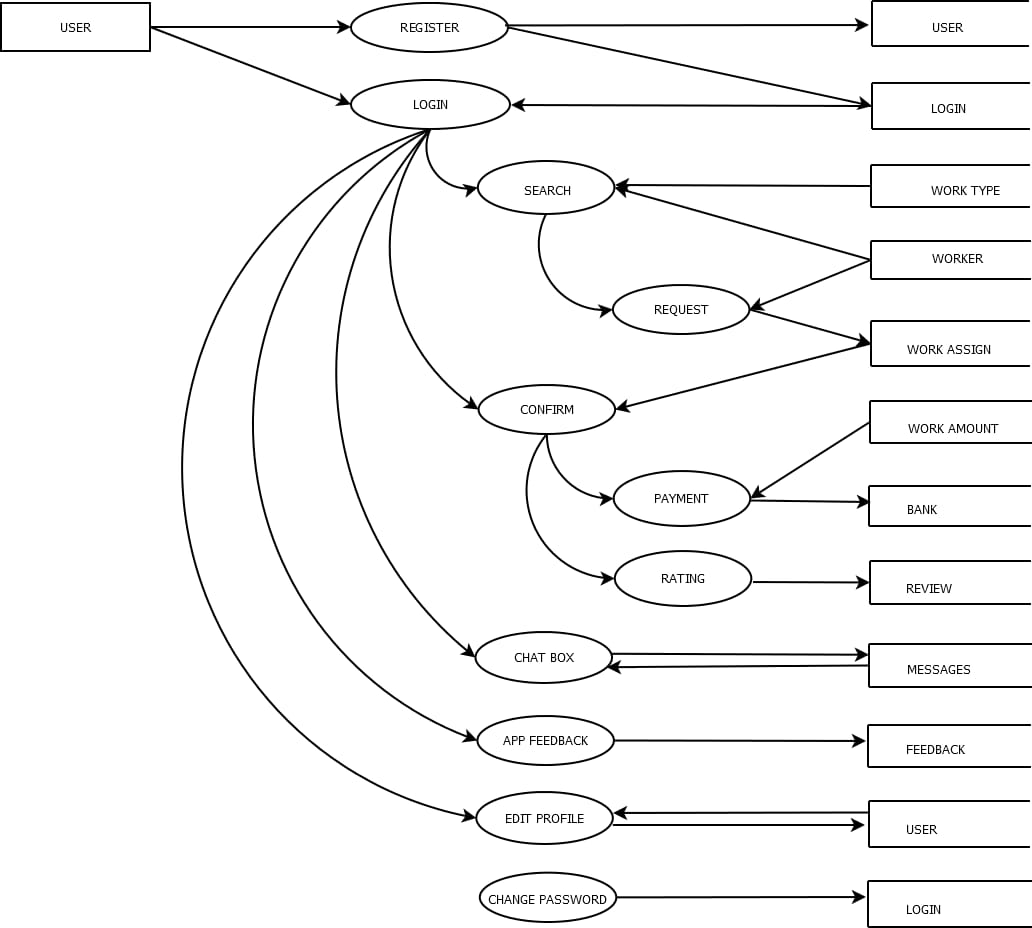 USER
REGISTER
USER
LOGIN
LOGIN
SEARCH
WORK TYPE
WORKER
REQUEST
WORK ASSIGN
CONFIRM
WORK AMOUNT
PAYMENT
BANK
RATING
REVIEW
CHAT BOX
MESSAGES
APP FEEDBACK
FEEDBACK
EDIT PROFILE
USER
CHANGE PASSWORD
LOGIN